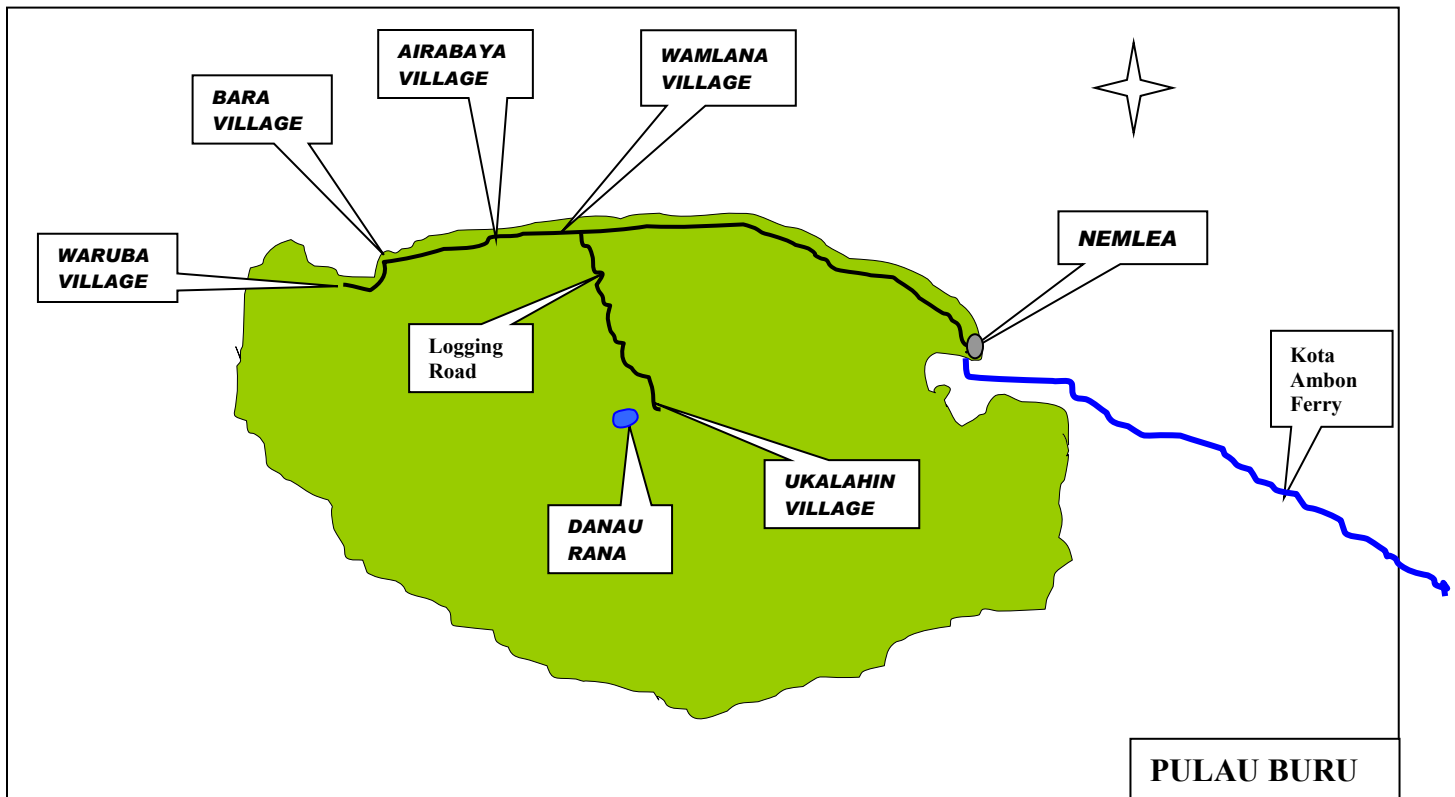 AIRABAYA
VILLAGE
WAMLANA
VILLAGE
BARA
VILLAGE
WARUBA
VILLAGE
NEMLEA
Logging
Road
Kota
Ambon
Ferry
UKALAHIN
VILLAGE
DANAU
RANA
PULAU BURU